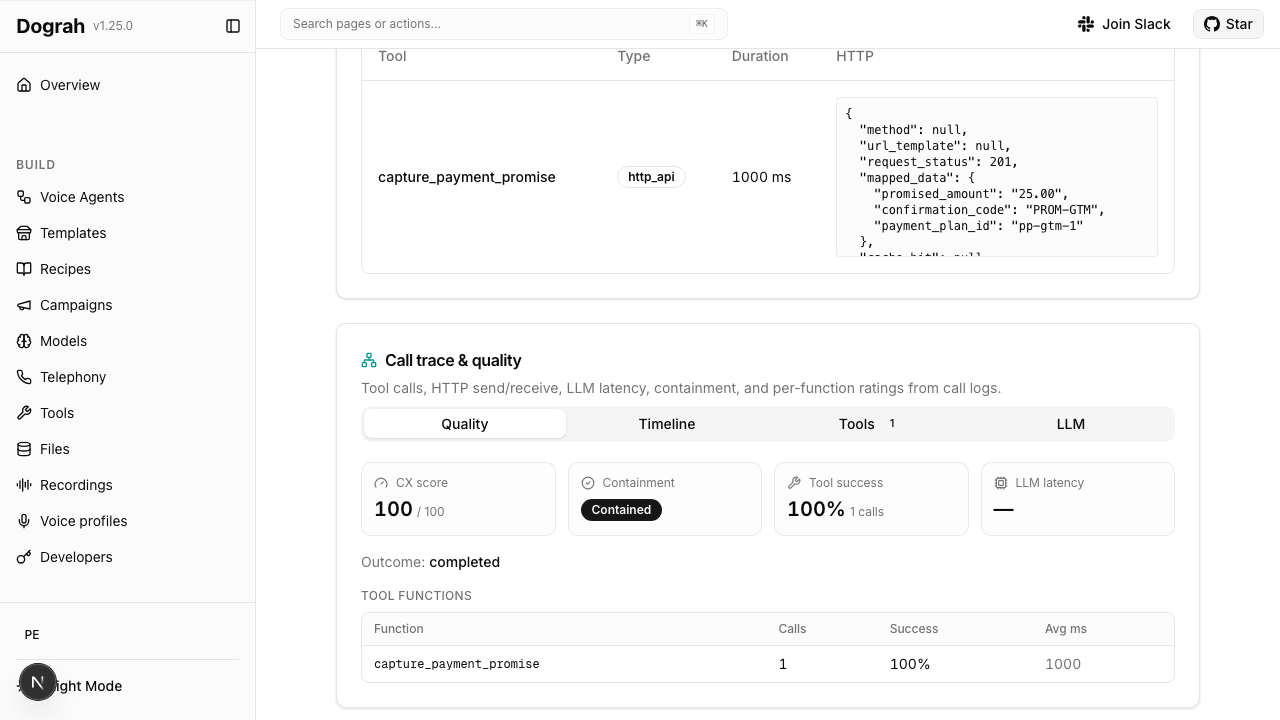 Dograh v1.25.0
Search pages or actions... ⌘K
Join Slack
Star
Overview
BUILD
Voice Agents
Templates
Recipes
Campaigns
Models
Telephony
Tools
Files
Recordings
Voice profiles
Developers
PE
N
ight Mode
Tool Type Duration HTTP
capture_payment_promise http_api 1000 ms
{
"method": null,
"url_template": null,
"request_status": 201,
"mapped_data": {
"promised_amount": "25.00",
"confirmation_code": "PROM-GTM",
"payment_plan_id": "pp-gtm-1"
},
"cache_hit": null
Call trace & quality
Tool calls, HTTP send/receive, LLM latency, containment, and per-function ratings from call logs.
Quality Timeline Tools 1 LLM
CX score Containment Tool success LLM latency
100 / 100 Contained 100% 1 calls —
Outcome: completed
TOOL FUNCTIONS
Function Calls Success Avg ms
capture_payment_promise 1 100% 1000